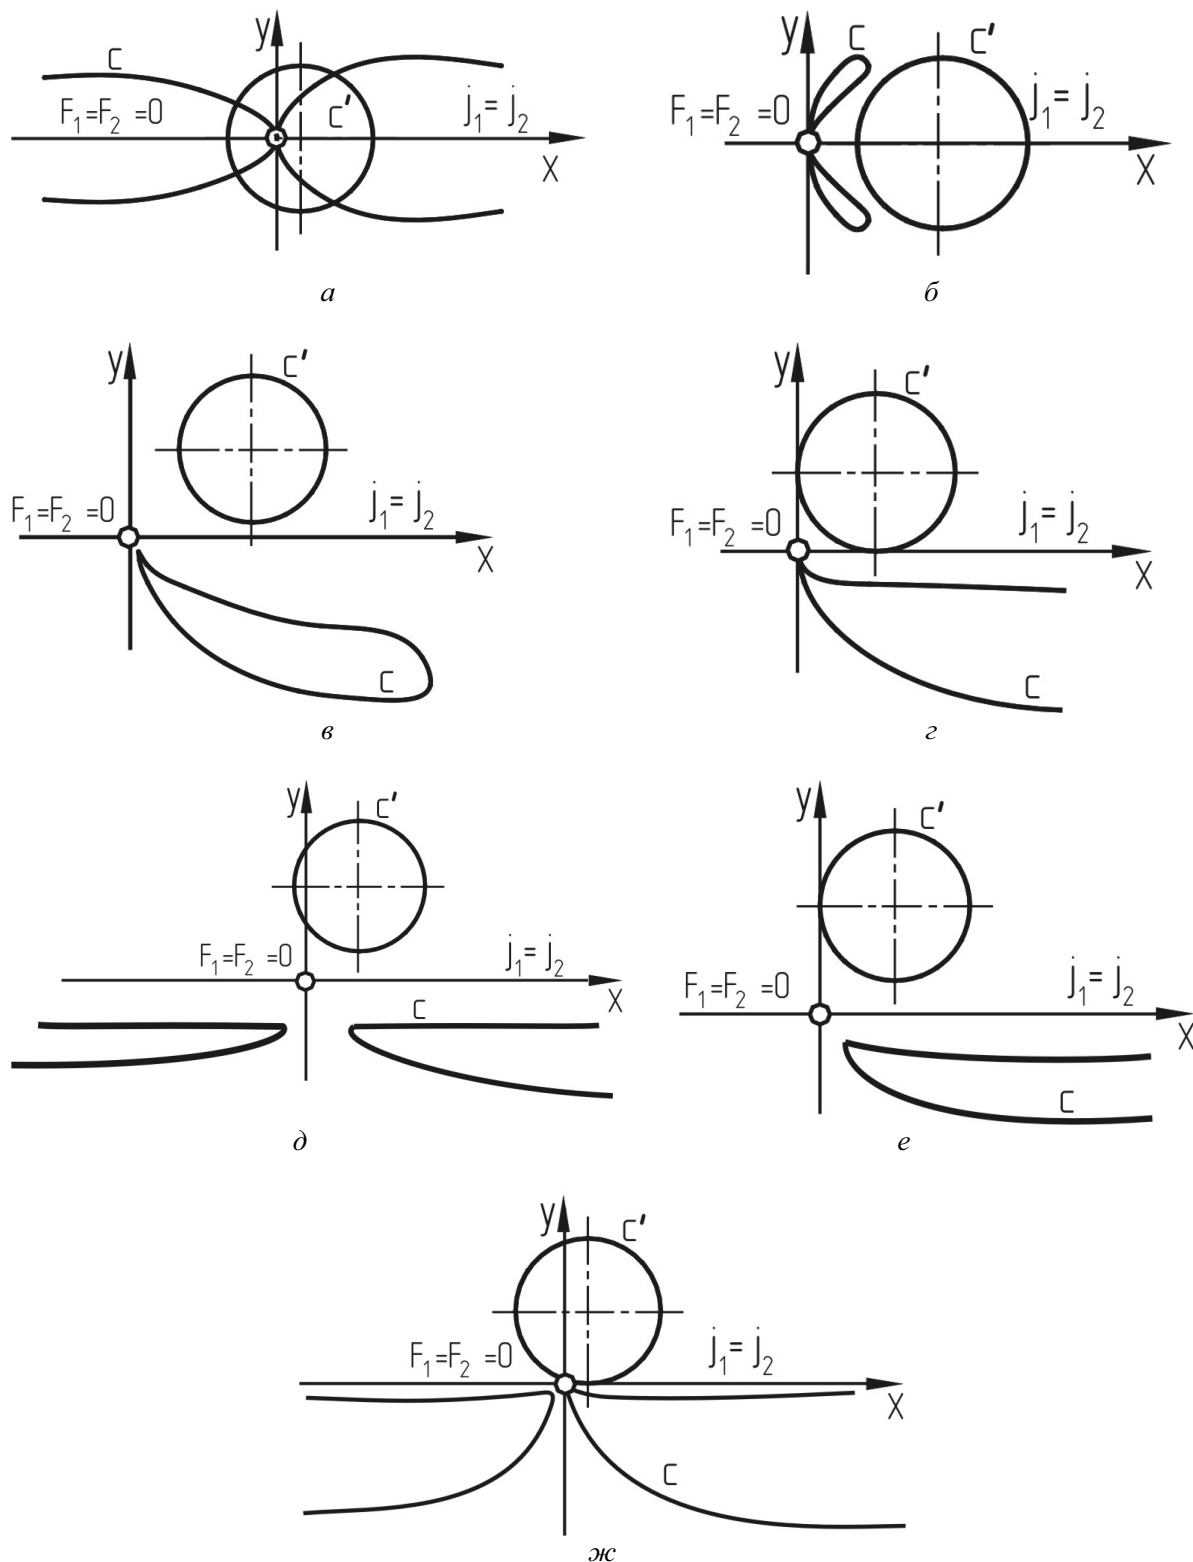 y y
c c c'
F₁=F₂ =0 c' j₁= j₂ F₁=F₂ =0 j₁= j₂
x x
а б
y c' y c'
F₁=F₂ =0 j₁= j₂ F₁=F₂ =0 j₁= j₂
x x
c c
в г
y c' y c'
F₁=F₂ =0 j₁= j₂ F₁=F₂ =0 j₁= j₂
x x
c c
д е
y c'
F₁=F₂ =0 j₁= j₂
x
c
ж